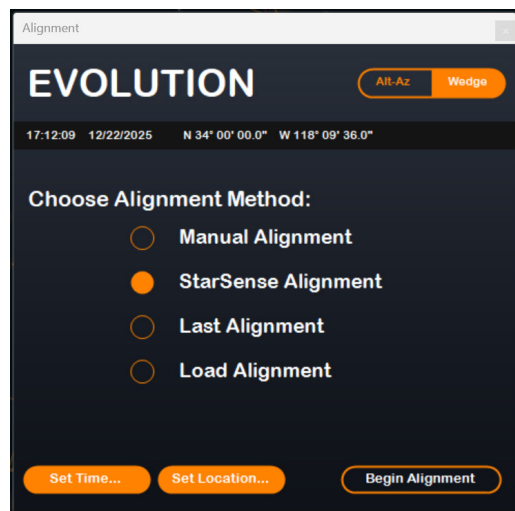 Alignment
EVOLUTION
Alt-Az Wedge
17:12:09 12/22/2025 N 34° 00' 00.0" W 118° 09' 36.0"
Choose Alignment Method:
Manual Alignment
StarSense Alignment
Last Alignment
Load Alignment
Set Time... Set Location... Begin Alignment